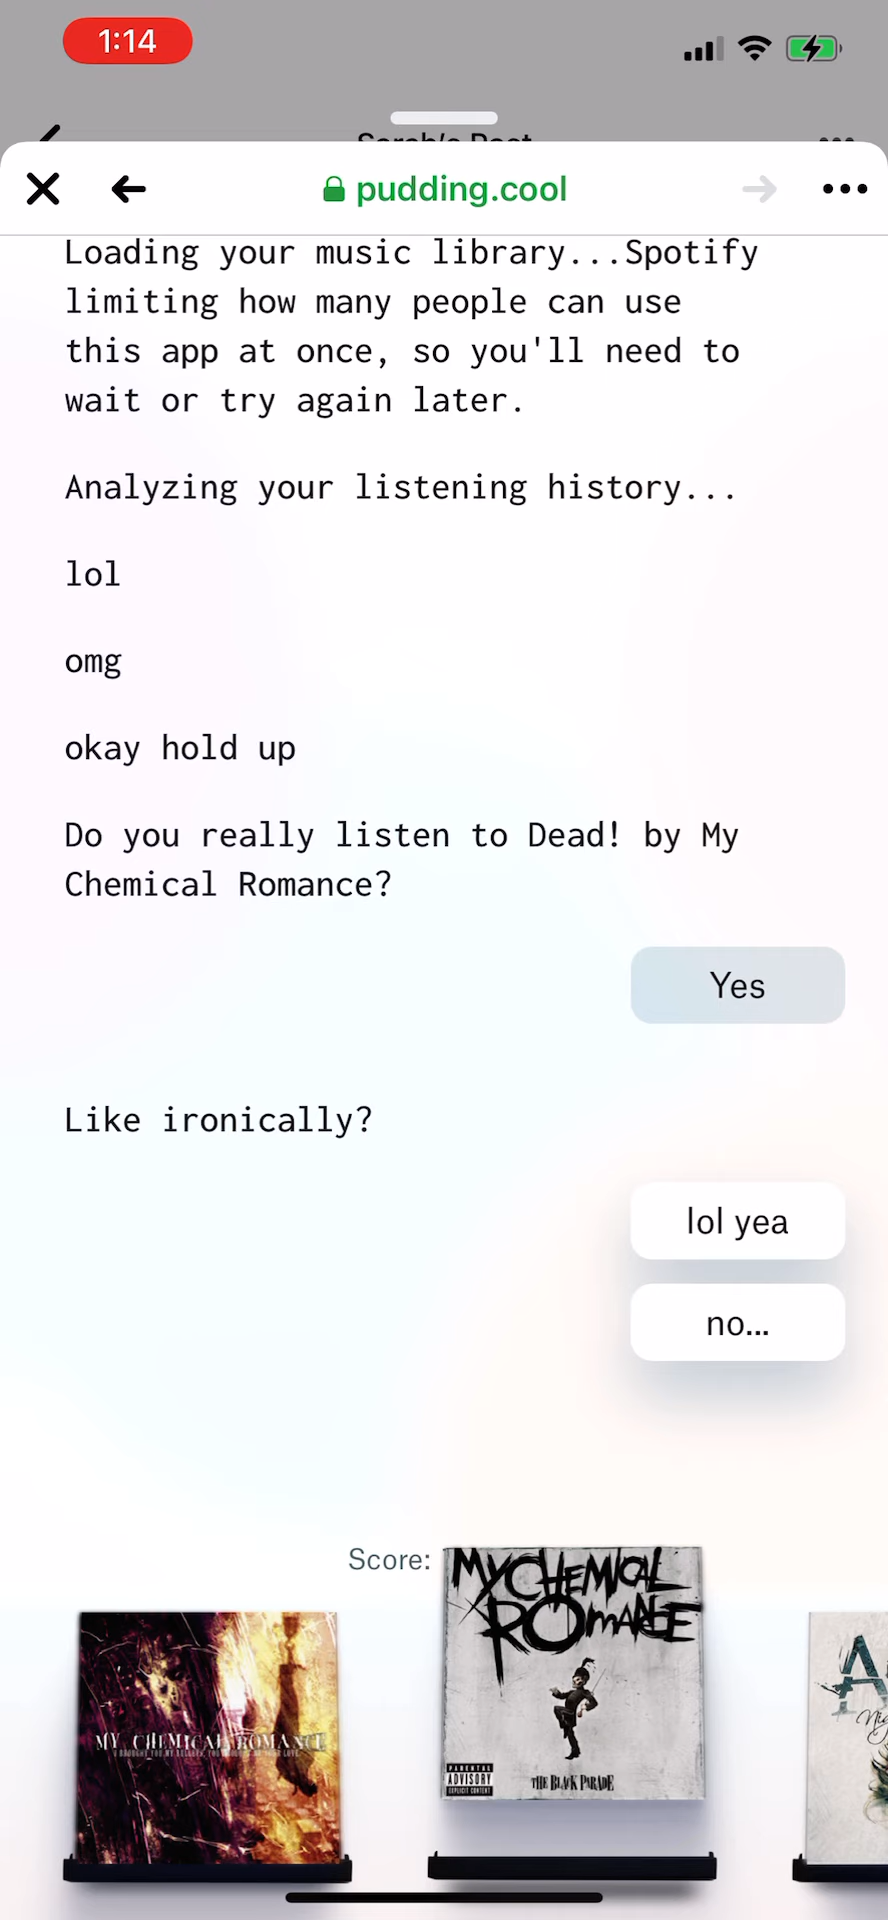 1:14
pudding.cool
Loading your music library...Spotify
limiting how many people can use
this app at once, so you'll need to
wait or try again later.
Analyzing your listening history...
lol
omg
okay hold up
Do you really listen to Dead! by My
Chemical Romance?
Yes
Like ironically?
lol yea
no...
Score:
MY CHEMICAL ROMANCE
THE BLACK PARADE
PARENTAL
ADVISORY
EXPLICIT CONTENT
MY CHEMICAL ROMANCE